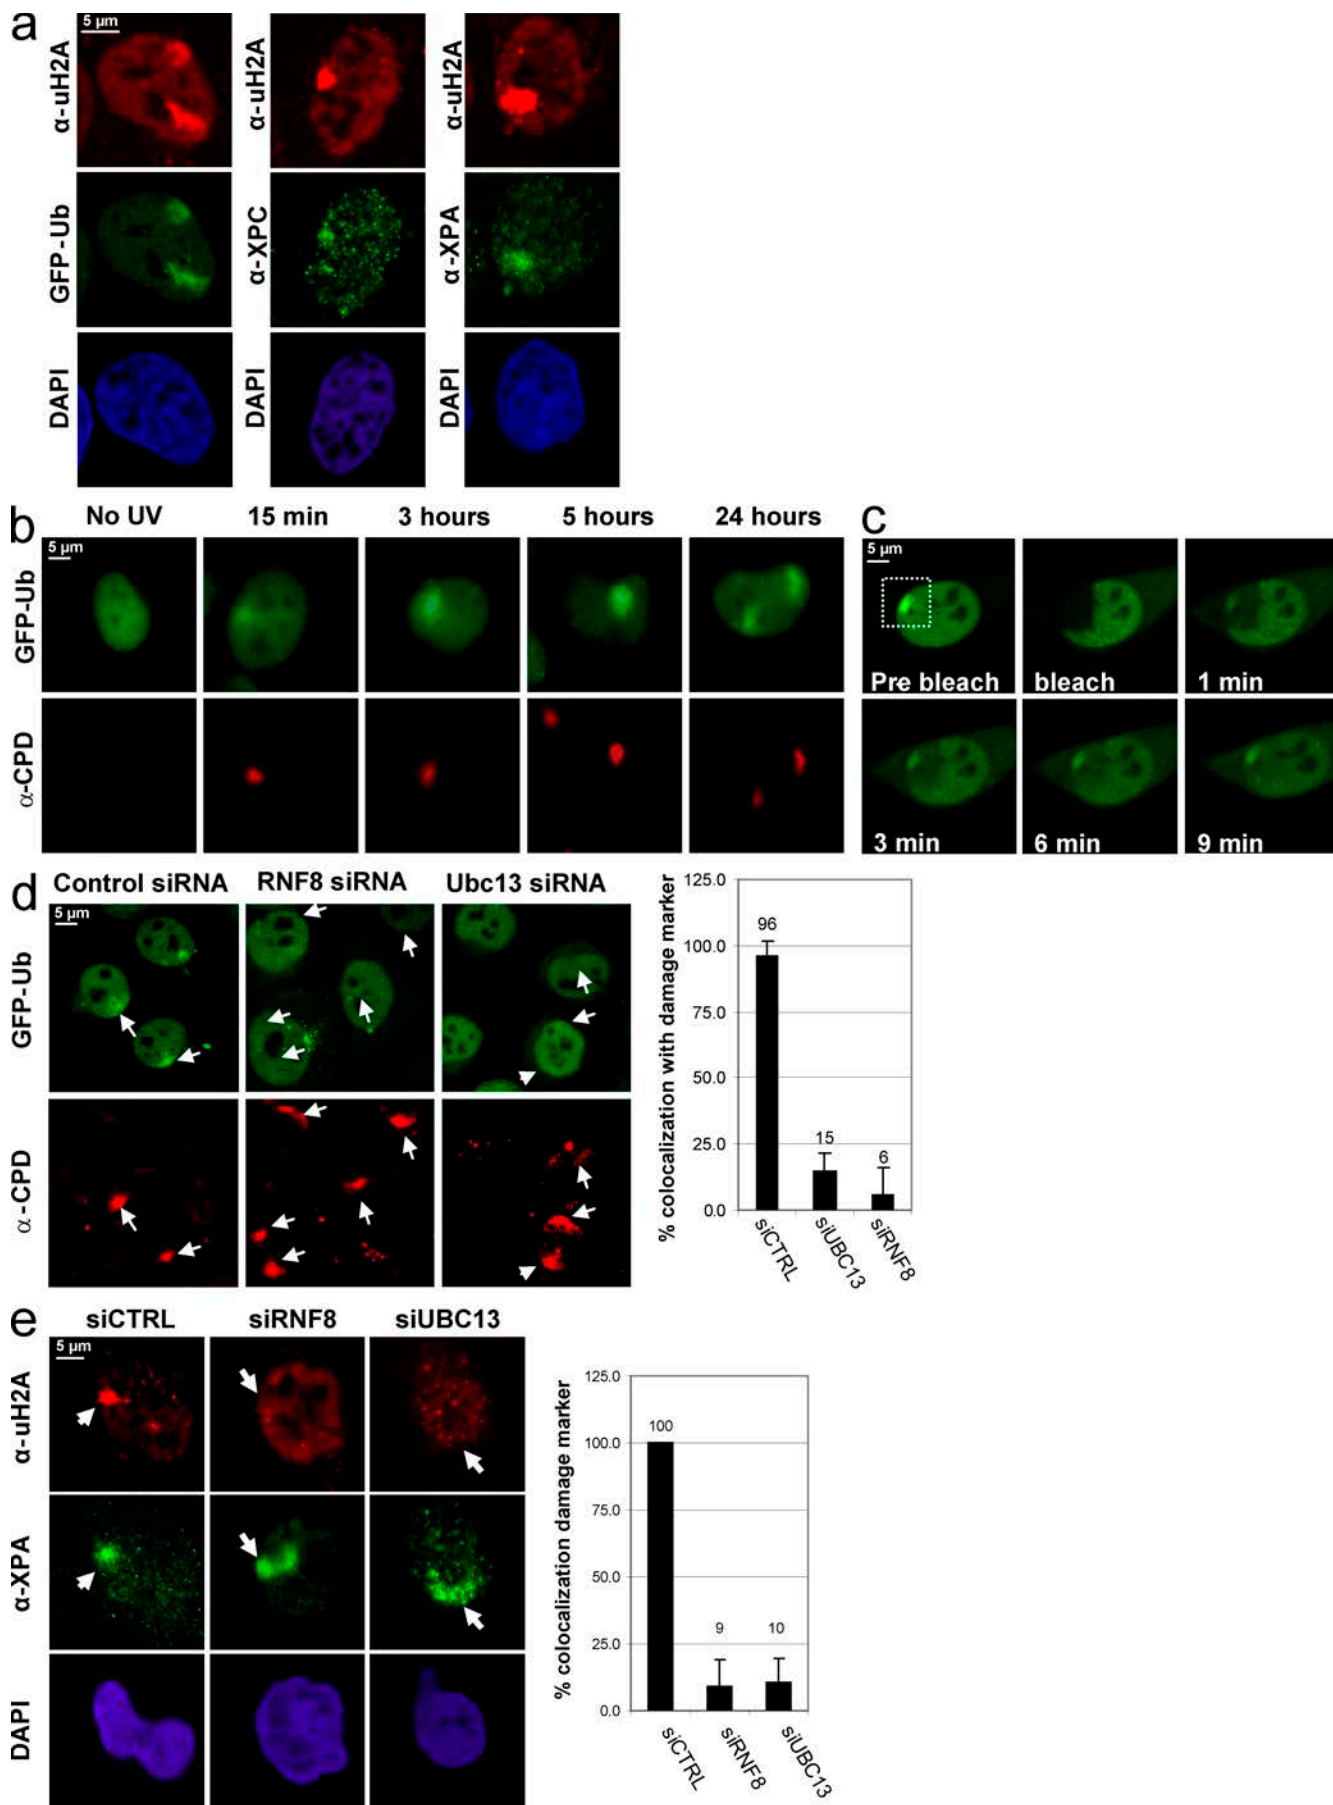 a
5 µm
α-uH2A
α-uH2A
α-uH2A
GFP-Ub
α-XPC
α-XPA
DAPI
DAPI
DAPI
b
No UV
15 min
3 hours
5 hours
24 hours
5 µm
GFP-Ub
α-CPD
c
5 µm
Pre bleach
bleach
1 min
3 min
6 min
9 min
d
Control siRNA
RNF8 siRNA
Ubc13 siRNA
5 µm
GFP-Ub
α-CPD
% colocalization with damage marker
125.0
100.0
75.0
50.0
25.0
0.0
96
15
6
siCTRL
siUBC13
siRNF8
e
siCTRL
siRNF8
siUBC13
5 µm
α-uH2A
α-XPA
DAPI
% colocalization damage marker
125.0
100.0
75.0
50.0
25.0
0.0
100
9
10
siCTRL
siRNF8
siUBC13